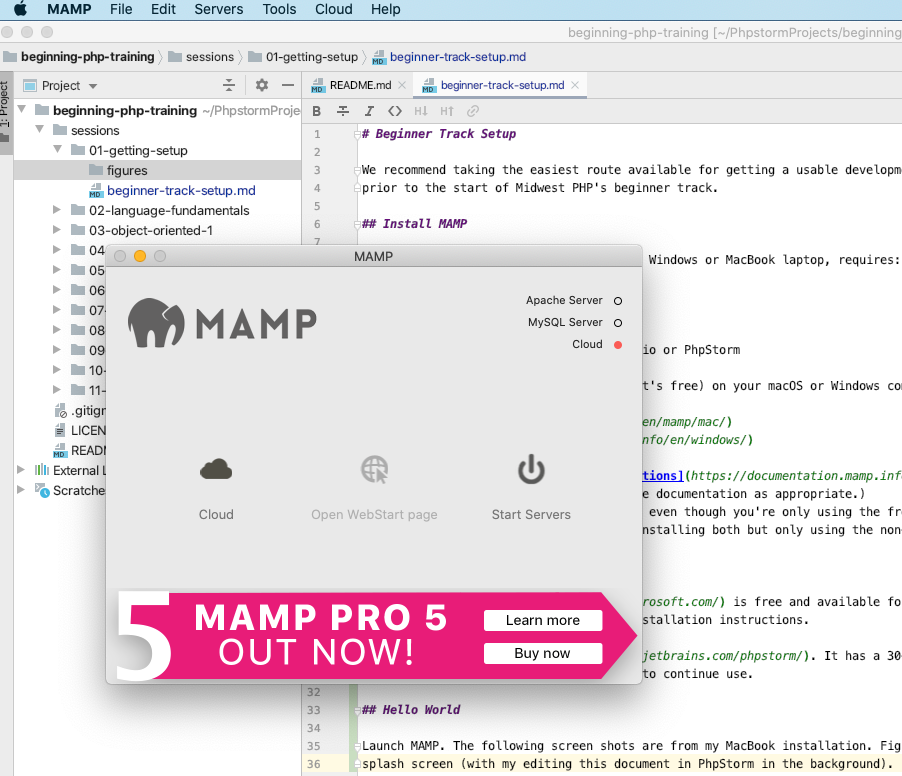 MAMP File Edit Servers Tools Cloud Help
beginning-php-training [~/PhpstormProjects/beginning
beginning-php-training sessions 01-getting-setup beginner-track-setup.md
1: Project
Project README.md beginner-track-setup.md
beginning-php-training ~/PhpstormProje
sessions
01-getting-setup
figures
beginner-track-setup.md
02-language-fundamentals
03-object-oriented-1
04
05
06
07-
08
09
10-
11-
.gitign
LICEN
READM
External L
Scratche
B I H↓ H↑
1 # Beginner Track Setup
2
3 We recommend taking the easiest route available for getting a usable developm
4 prior to the start of Midwest PHP's beginner track.
5
6 ## Install MAMP
7
Windows or MacBook laptop, requires:
io or PhpStorm
t's free) on your macOS or Windows com
en/mamp/mac/)
nfo/en/windows/)
tions](https://documentation.mamp.info
e documentation as appropriate.)
even though you're only using the fre
nstalling both but only using the non
rosoft.com/) is free and available fo
stallation instructions.
jetbrains.com/phpstorm/). It has a 30
to continue use.
32
33 ## Hello World
34
35 Launch MAMP. The following screen shots are from my MacBook installation. Fig
36 splash screen (with my editing this document in PhpStorm in the background).
MAMP
MAMP
Apache Server
MySQL Server
Cloud
Cloud
Open WebStart page
Start Servers
5 MAMP PRO 5
OUT NOW!
Learn more
Buy now